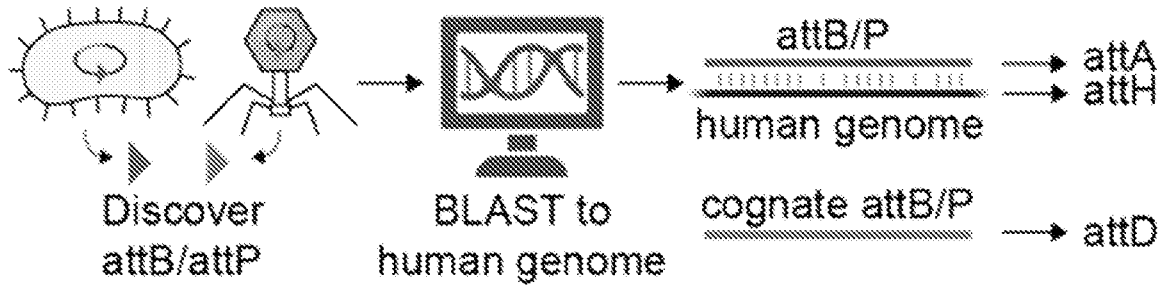 Discover
attB/attP
BLAST to
human genome
attB/P
attA
attH
human genome
cognate attB/P
attD